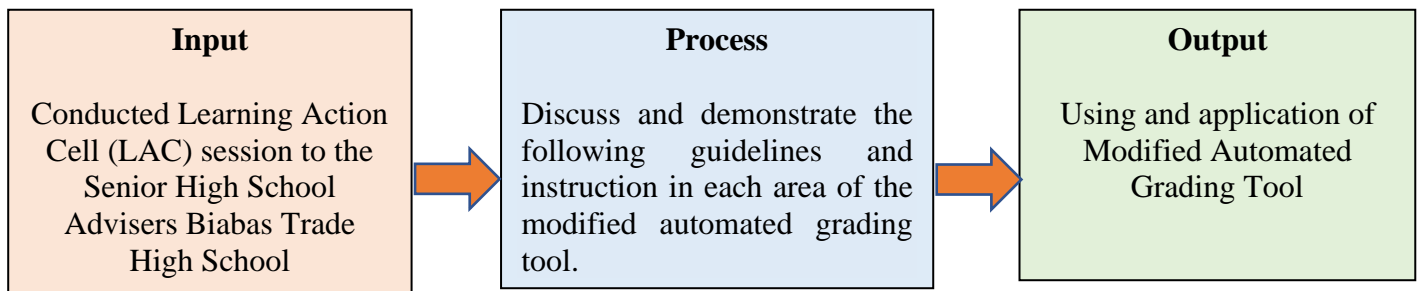 Input
Conducted Learning Action
Cell (LAC) session to the
Senior High School
Advisers Biabas Trade
High School
Process
Discuss and demonstrate the
following guidelines and
instruction in each area of the
modified automated grading
tool.
Output
Using and application of
Modified Automated
Grading Tool